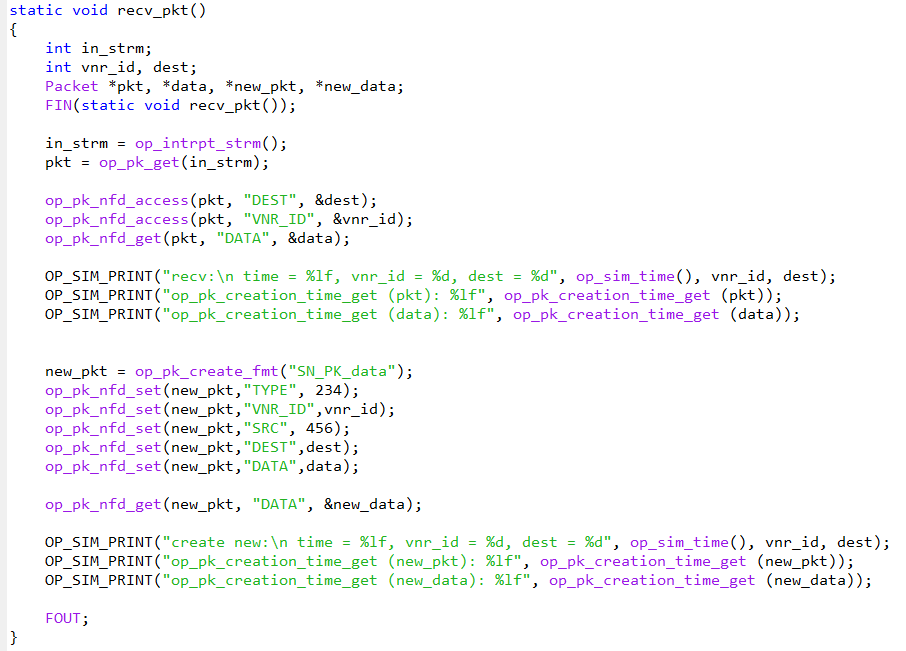 static void recv_pkt()
{
    int in_strm;
    int vnr_id, dest;
    Packet *pkt, *data, *new_pkt, *new_data;
    FIN(static void recv_pkt());

    in_strm = op_intrpt_strm();
    pkt = op_pk_get(in_strm);

    op_pk_nfd_access(pkt, "DEST", &dest);
    op_pk_nfd_access(pkt, "VNR_ID", &vnr_id);
    op_pk_nfd_get(pkt, "DATA", &data);

    OP_SIM_PRINT("recv:\n time = %lf, vnr_id = %d, dest = %d", op_sim_time(), vnr_id, dest);
    OP_SIM_PRINT("op_pk_creation_time_get (pkt): %lf", op_pk_creation_time_get (pkt));
    OP_SIM_PRINT("op_pk_creation_time_get (data): %lf", op_pk_creation_time_get (data));

    new_pkt = op_pk_create_fmt("SN_PK_data");
    op_pk_nfd_set(new_pkt,"TYPE", 234);
    op_pk_nfd_set(new_pkt,"VNR_ID",vnr_id);
    op_pk_nfd_set(new_pkt,"SRC", 456);
    op_pk_nfd_set(new_pkt,"DEST",dest);
    op_pk_nfd_set(new_pkt,"DATA",data);

    op_pk_nfd_get(new_pkt, "DATA", &new_data);

    OP_SIM_PRINT("create new:\n time = %lf, vnr_id = %d, dest = %d", op_sim_time(), vnr_id, dest);
    OP_SIM_PRINT("op_pk_creation_time_get (new_pkt): %lf", op_pk_creation_time_get (new_pkt));
    OP_SIM_PRINT("op_pk_creation_time_get (new_data): %lf", op_pk_creation_time_get (new_data));

    FOUT;
}